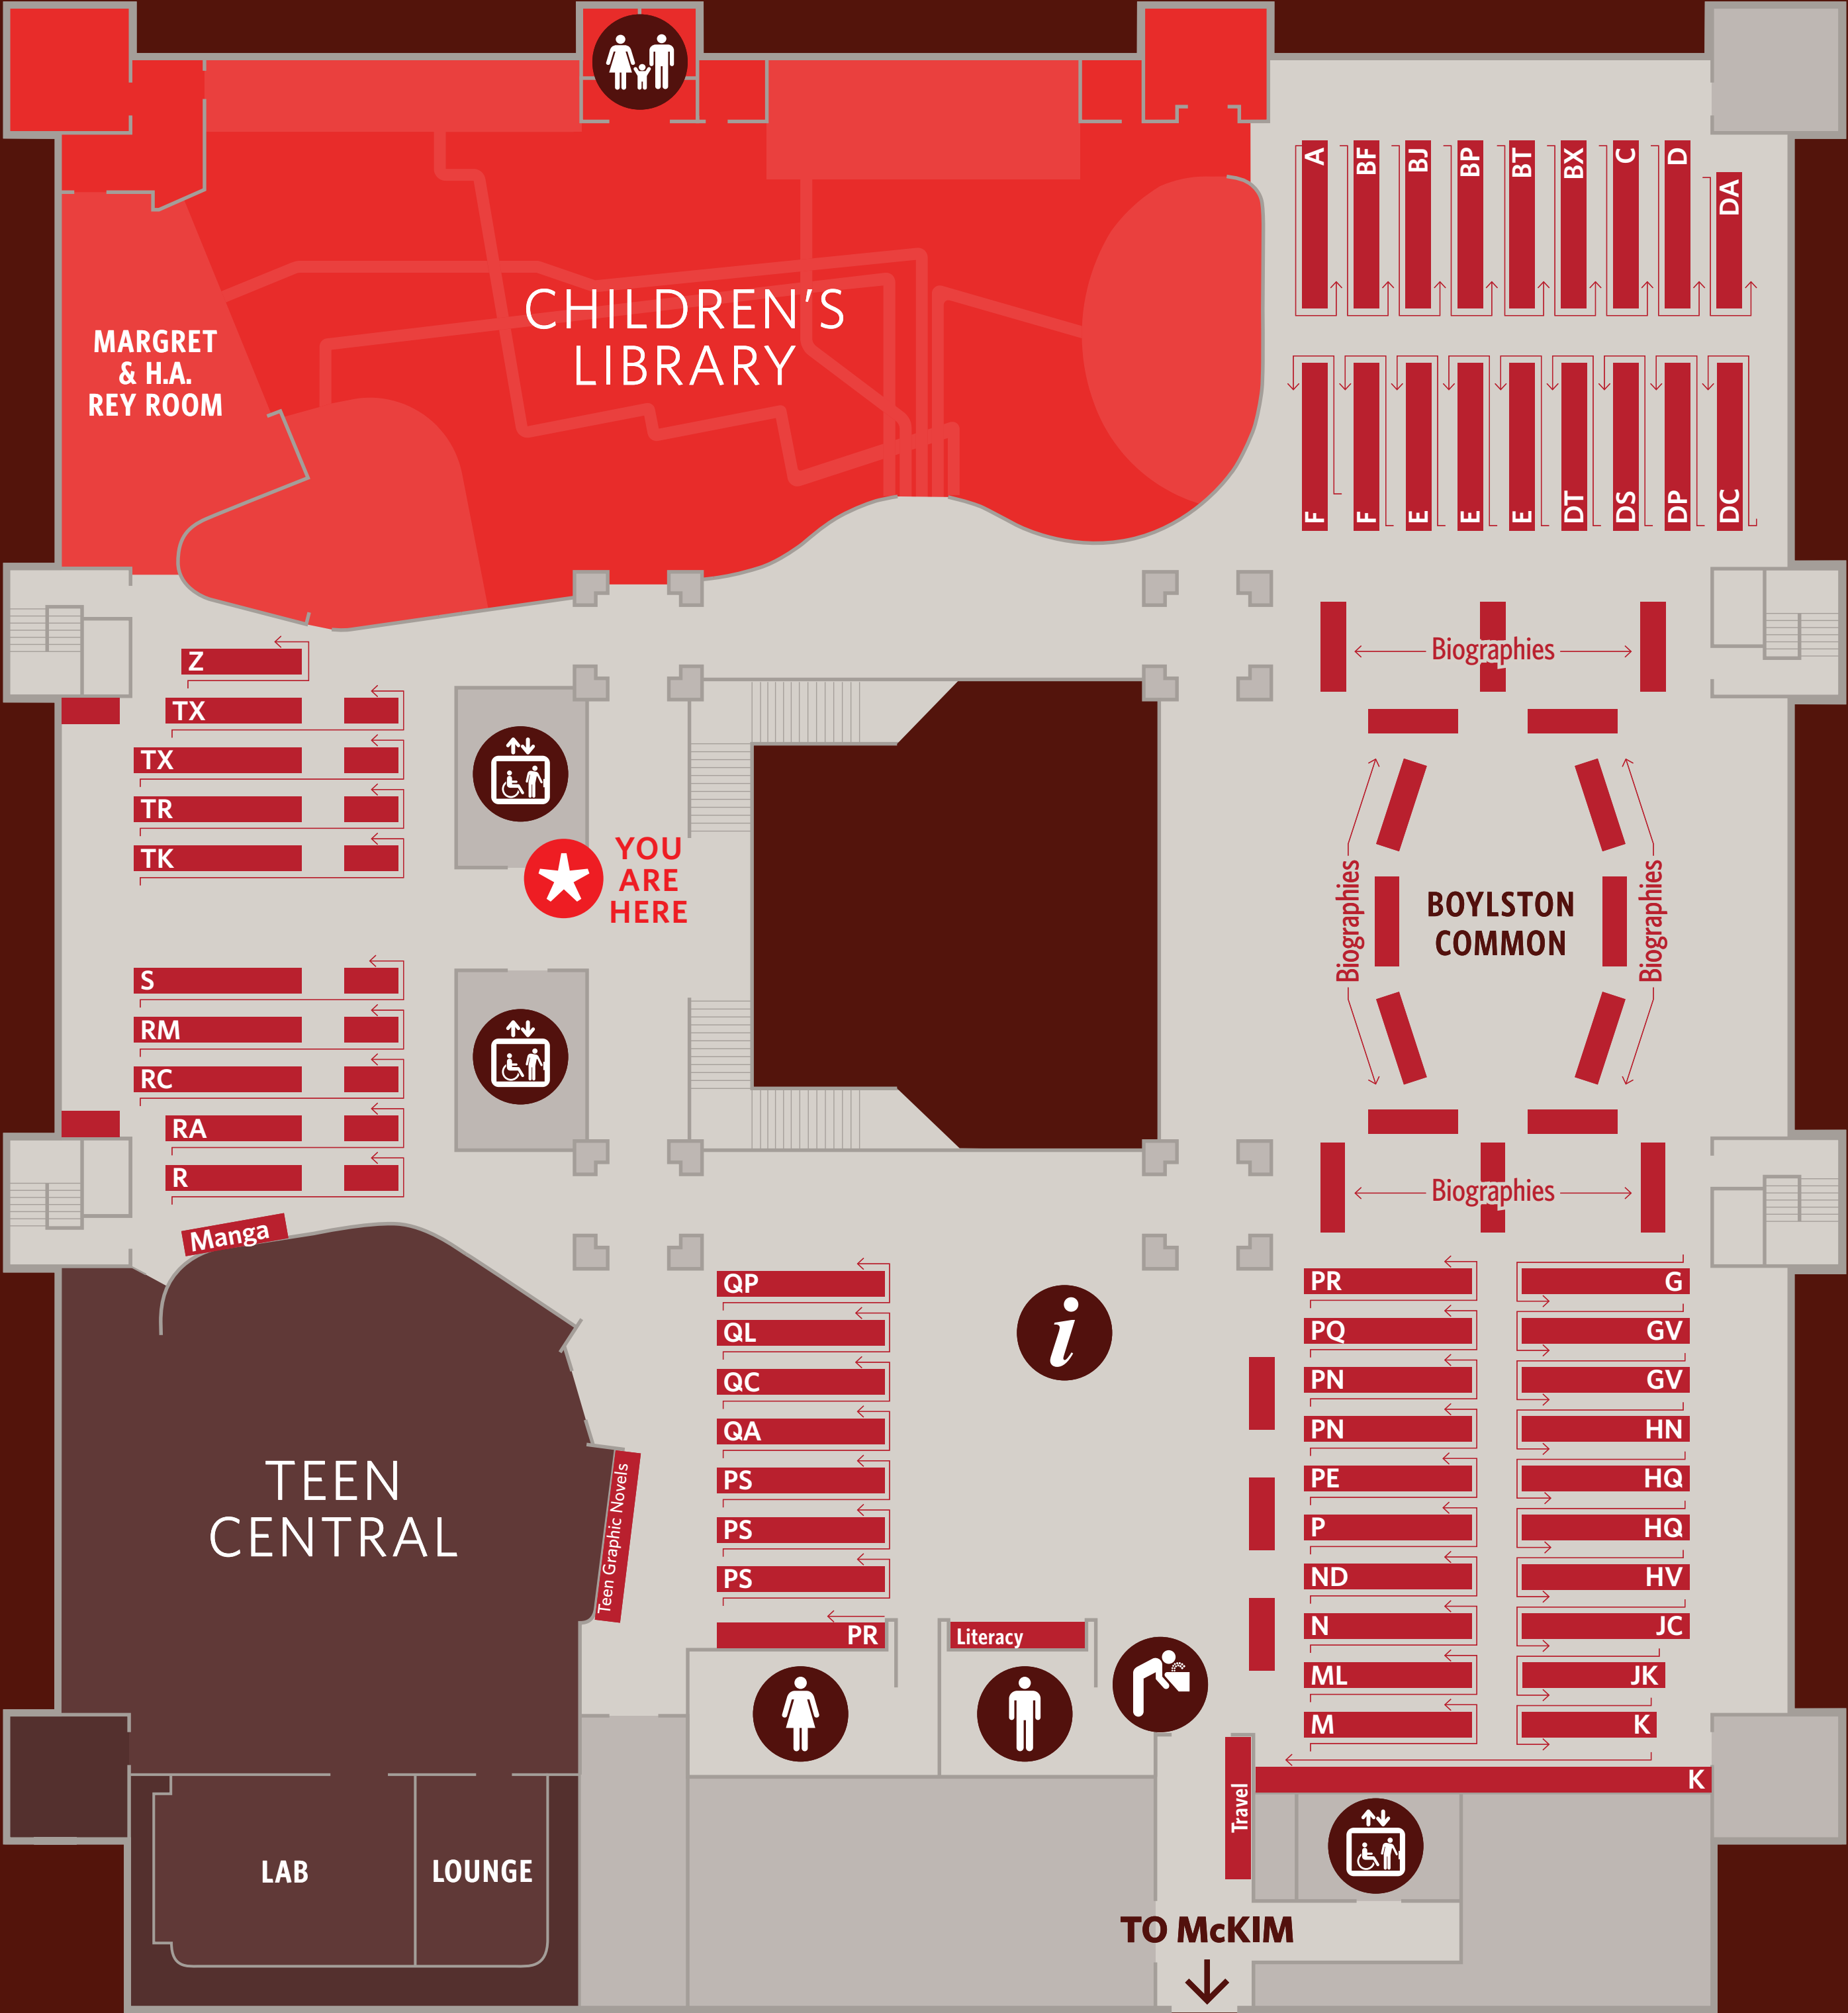 A
BF
BJ
BP
BT
BX
C
D
DA
CHILDREN'S
LIBRARY
MARGRET
& H.A.
REY ROOM
F
F
E
E
E
DT
DS
DP
DC
Z
TX
TX
TR
TK
YOU
ARE
HERE
S
RM
RC
RA
R
Manga
Biographies
Biographies
BOYLSTON
COMMON
Biographies
Biographies
QP
QL
QC
QA
PS
PS
PS
PR
Literacy
i
PR
PQ
PN
PN
PE
P
ND
N
ML
M
G
GV
GV
HN
HQ
HQ
HV
JC
JK
K
K
TEEN
CENTRAL
Teen Graphic Novels
LAB
LOUNGE
Travel
TO McKIM